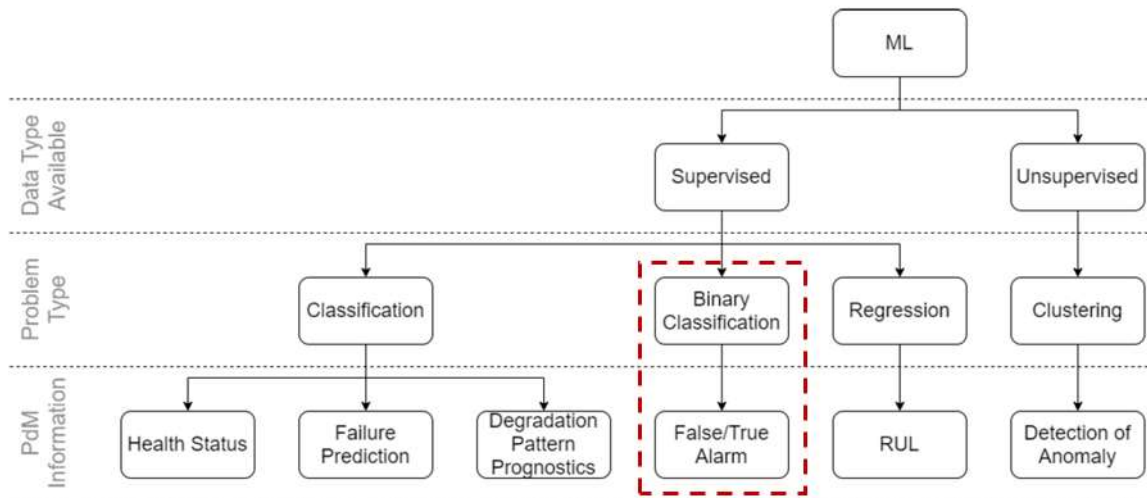 ML
Data Type
Available
Supervised
Unsupervised
Problem
Type
Classification
Binary
Classification
Regression
Clustering
PdM
Information
Health Status
Failure
Prediction
Degradation
Pattern
Prognostics
False/True
Alarm
RUL
Detection of
Anomaly